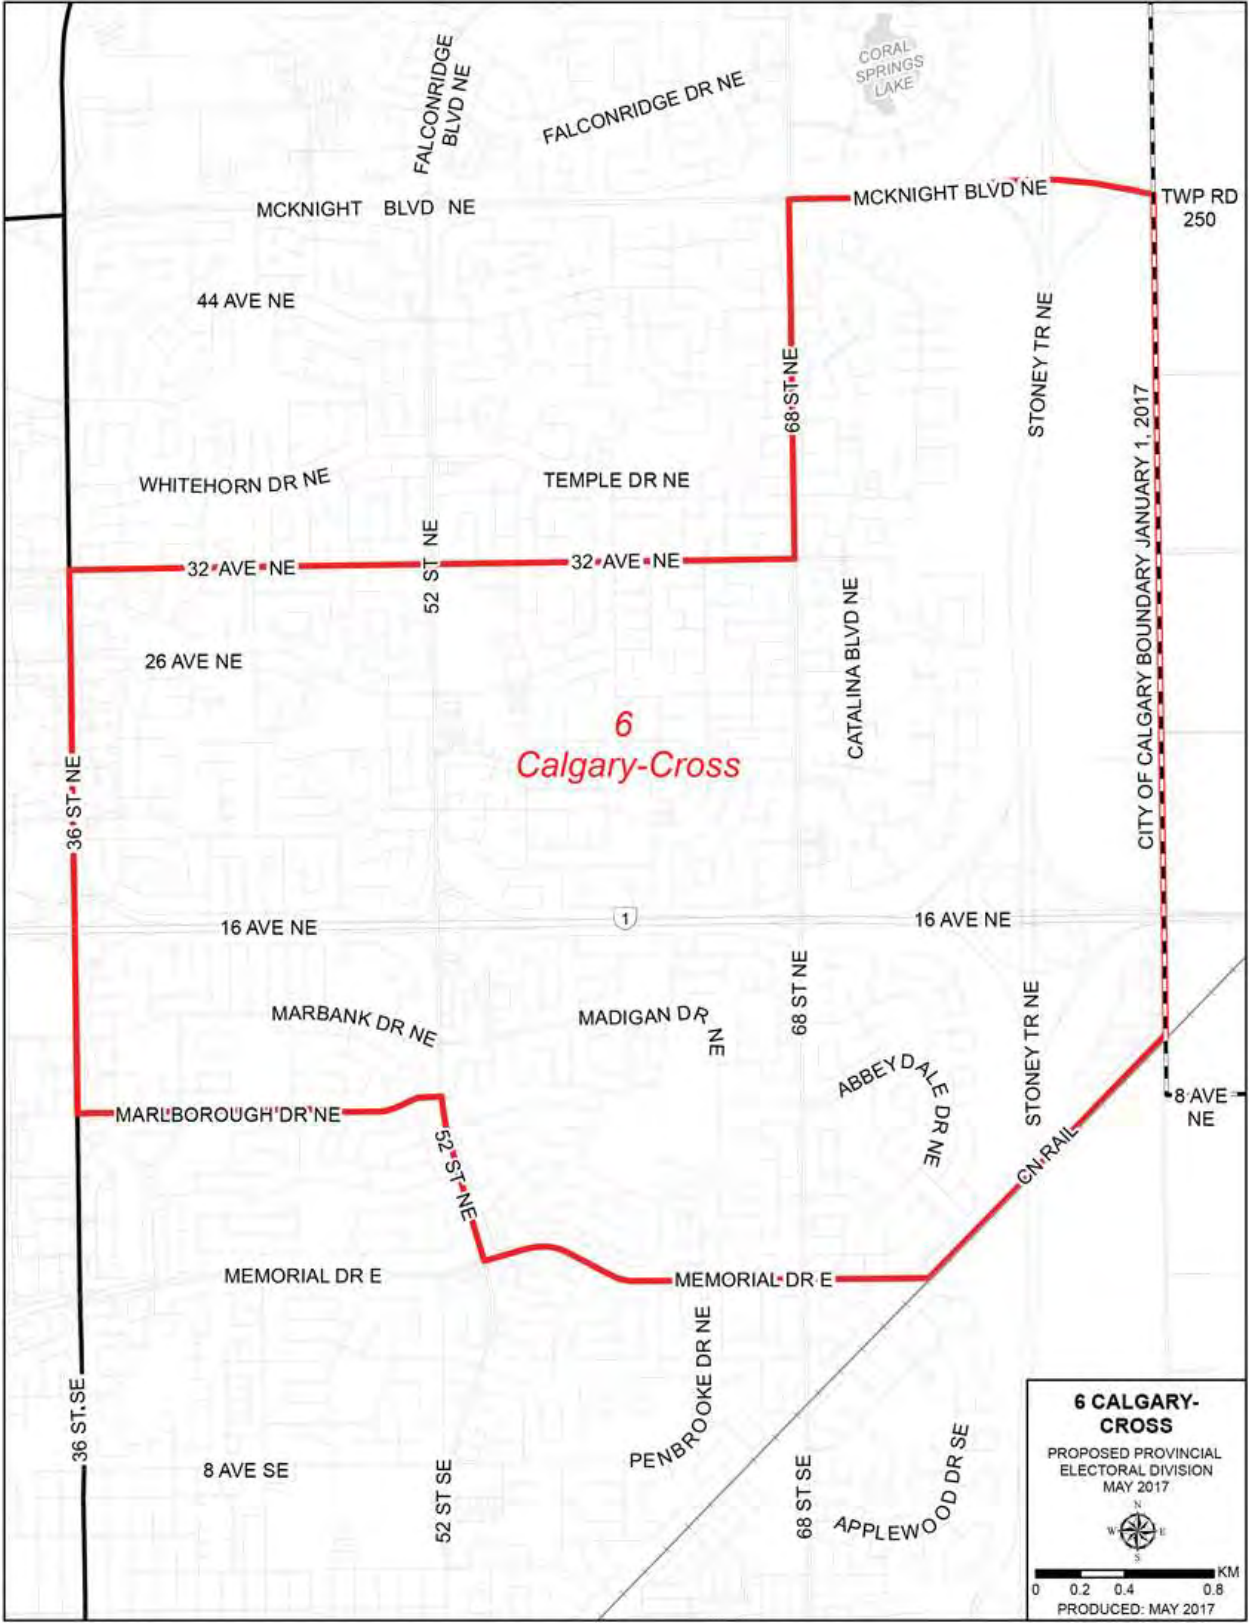 FALCONRIDGE
BLVD NE
FALCONRIDGE DR NE
CORAL
SPRINGS
LAKE
MCKNIGHT BLVD NE
MCKNIGHT BLVD NE
TWP RD
250
44 AVE NE
68 ST NE
STONEY TR NE
CITY OF CALGARY BOUNDARY JANUARY 1, 2017
WHITEHORN DR NE
TEMPLE DR NE
32 AVE NE
52 ST NE
32 AVE NE
26 AVE NE
CATALINA BLVD NE
6
Calgary-Cross
36 ST NE
16 AVE NE
1
16 AVE NE
MARBANK DR NE
MADIGAN DR NE
68 ST NE
STONEY TR NE
ABBEYDALE DR NE
8 AVE
NE
MARLBOROUGH DR NE
52 ST NE
CN RAIL
MEMORIAL DR E
MEMORIAL DR E
PENBROOKE DR NE
36 ST SE
8 AVE SE
52 ST SE
68 ST SE
APPLEWOOD DR SE
6 CALGARY-
CROSS
PROPOSED PROVINCIAL
ELECTORAL DIVISION
MAY 2017
N
W E
S
KM
0 0.2 0.4 0.8
PRODUCED: MAY 2017